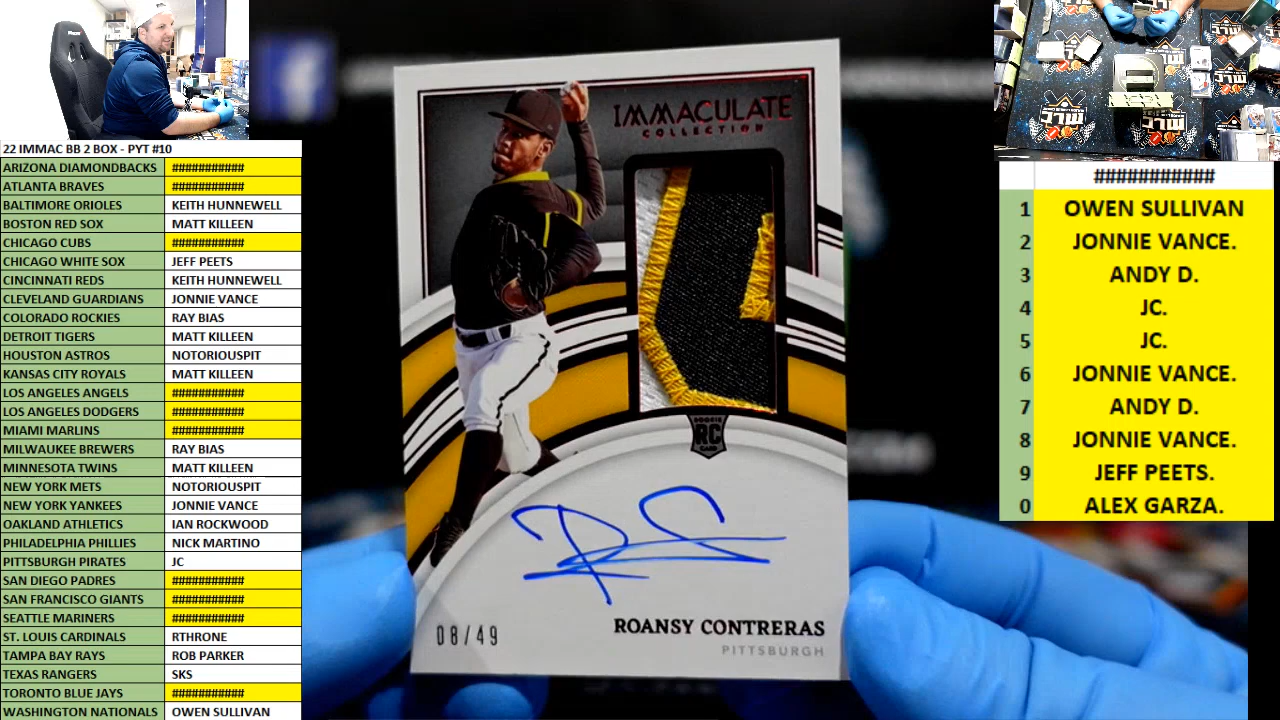 22 IMMAC BB 2 BOX - PYT #10
ARIZONA DIAMONDBACKS ###########
ATLANTA BRAVES ###########
BALTIMORE ORIOLES KEITH HUNNEWELL
BOSTON RED SOX MATT KILLEEN
CHICAGO CUBS ###########
CHICAGO WHITE SOX JEFF PEETS
CINCINNATI REDS KEITH HUNNEWELL
CLEVELAND GUARDIANS JONNIE VANCE
COLORADO ROCKIES RAY BIAS
DETROIT TIGERS MATT KILLEEN
HOUSTON ASTROS NOTORIOUSPIT
KANSAS CITY ROYALS MATT KILLEEN
LOS ANGELES ANGELS ###########
LOS ANGELES DODGERS ###########
MIAMI MARLINS ###########
MILWAUKEE BREWERS RAY BIAS
MINNESOTA TWINS MATT KILLEEN
NEW YORK METS NOTORIOUSPIT
NEW YORK YANKEES JONNIE VANCE
OAKLAND ATHLETICS IAN ROCKWOOD
PHILADELPHIA PHILLIES NICK MARTINO
PITTSBURGH PIRATES JC
SAN DIEGO PADRES ###########
SAN FRANCISCO GIANTS ###########
SEATTLE MARINERS ###########
ST. LOUIS CARDINALS RTHRONE
TAMPA BAY RAYS ROB PARKER
TEXAS RANGERS SKS
TORONTO BLUE JAYS ###########
WASHINGTON NATIONALS OWEN SULLIVAN
IMMACULATE
COLLECTION
ROOKIE
RC
CARD
08/49
ROANSY CONTRERAS
PITTSBURGH
###########
1 OWEN SULLIVAN
2 JONNIE VANCE.
3 ANDY D.
4 JC.
5 JC.
6 JONNIE VANCE.
7 ANDY D.
8 JONNIE VANCE.
9 JEFF PEETS.
0 ALEX GARZA.